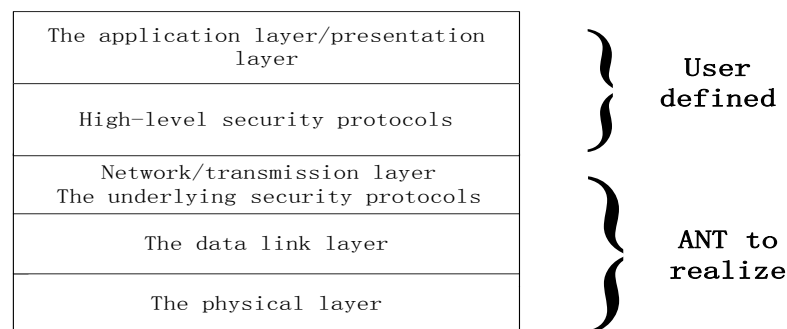 The application layer/presentation
layer
High-level security protocols
Network/transmission layer
The underlying security protocols
The data link layer
The physical layer
User
defined
ANT to
realize